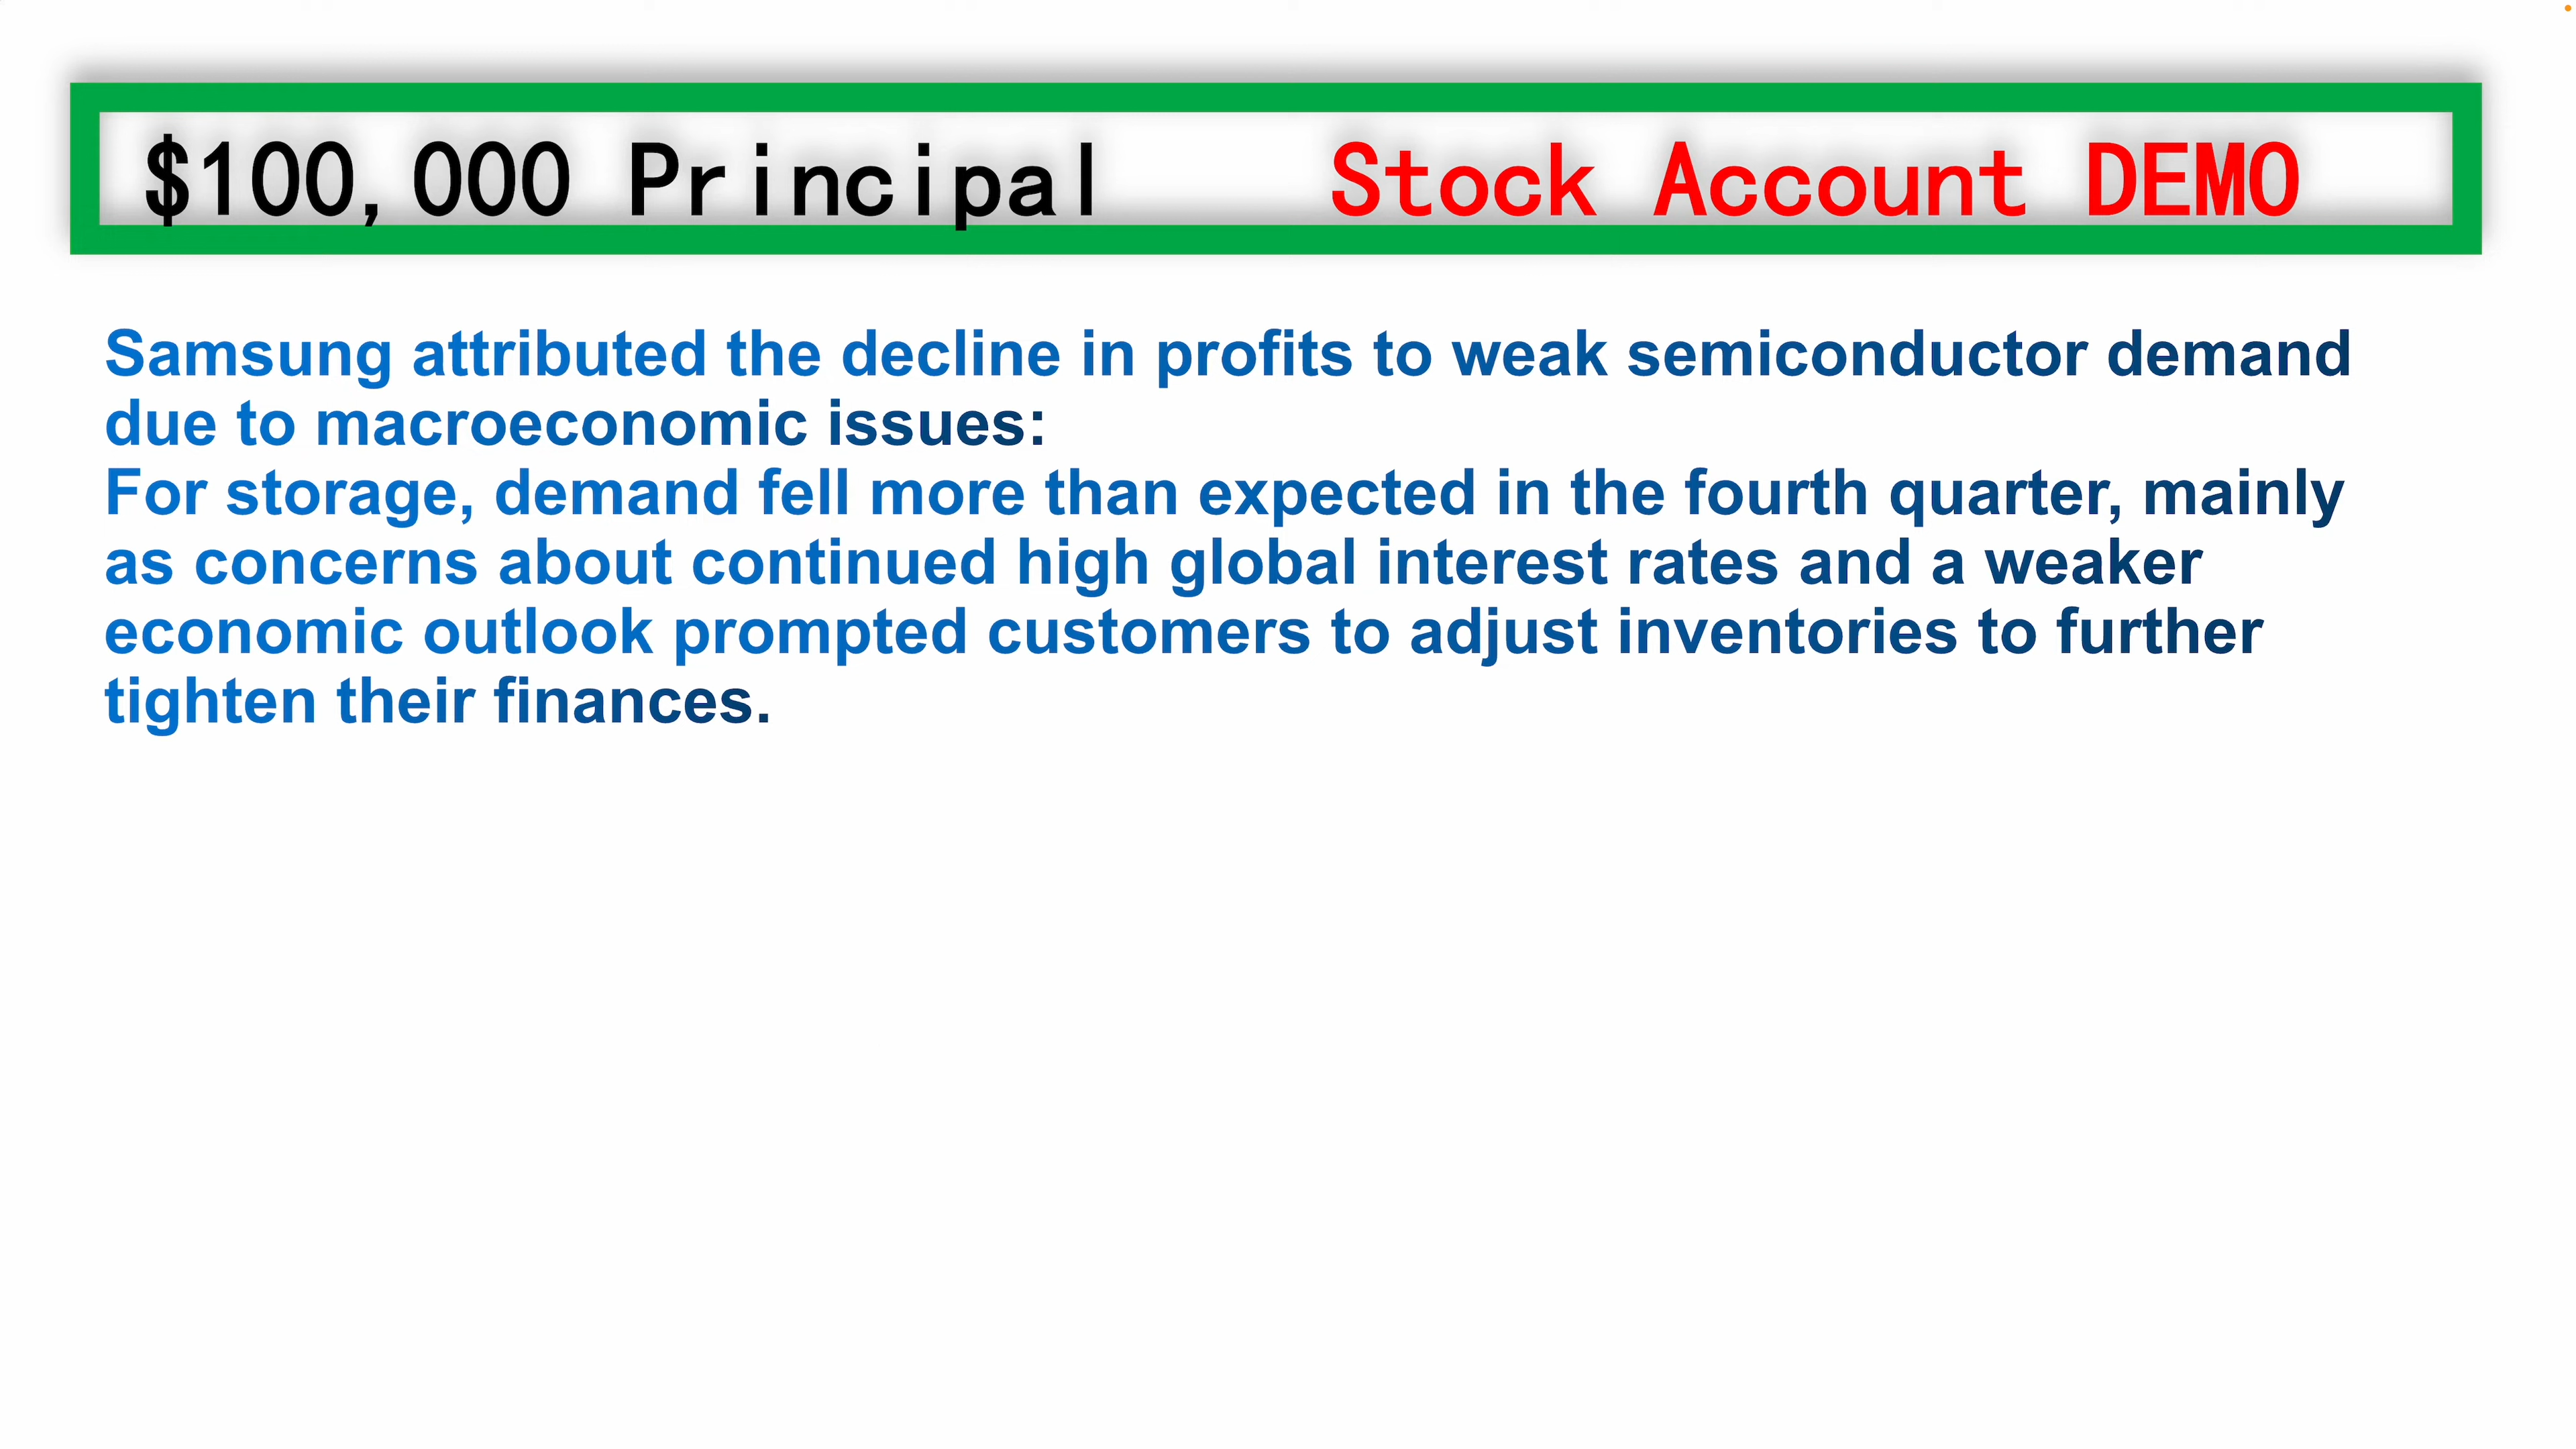 $100,000 Principal Stock Account DEMO
Samsung attributed the decline in profits to weak semiconductor demand
due to macroeconomic issues:
For storage, demand fell more than expected in the fourth quarter, mainly
as concerns about continued high global interest rates and a weaker
economic outlook prompted customers to adjust inventories to further
tighten their finances.